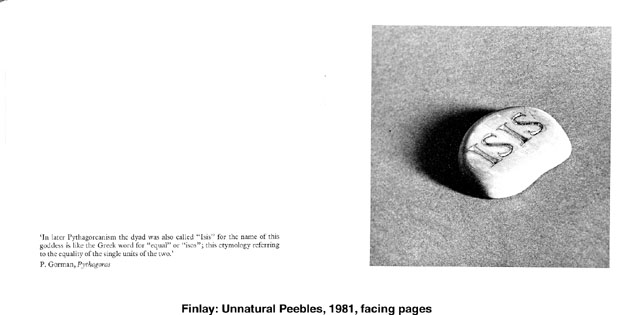 'In later Pythagoreanism the dyad was also called "Isis" for the name of this
goddess is like the Greek word for "equal" or "isos"; this etymology referring
to the equality of the single units of the two.'
P. Gorman, Pythagoras
ISIS
Finlay: Unnatural Peebles, 1981, facing pages